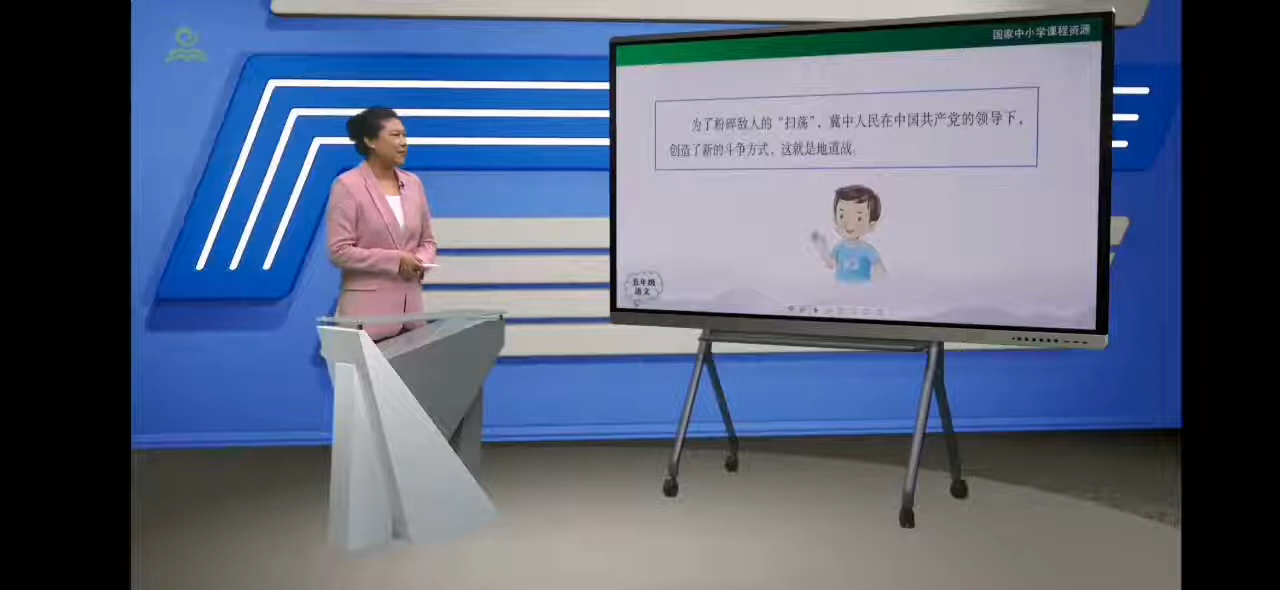 国家中小学课程资源
为了粉碎敌人的“扫荡”，冀中人民在中国共产党的领导下，
创造了新的斗争方式，这就是地道战。
五年级
语文